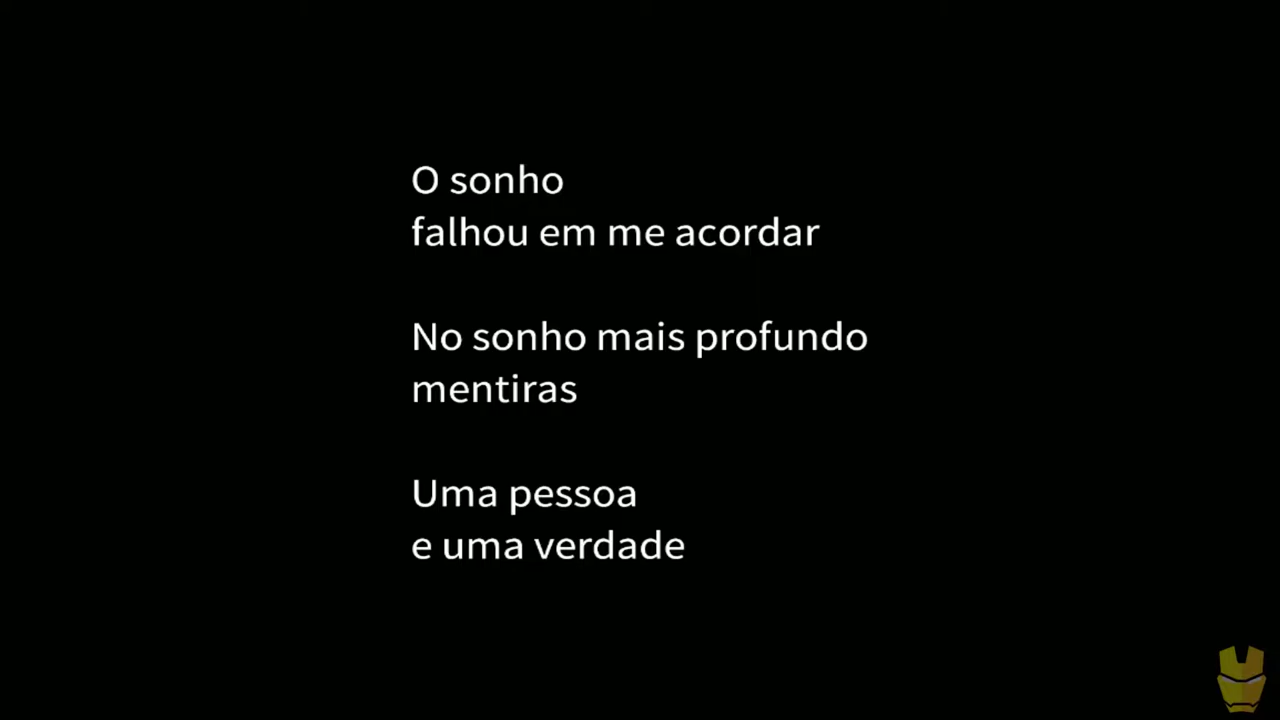 O sonho
falhou em me acordar
No sonho mais profundo
mentiras
Uma pessoa
e uma verdade